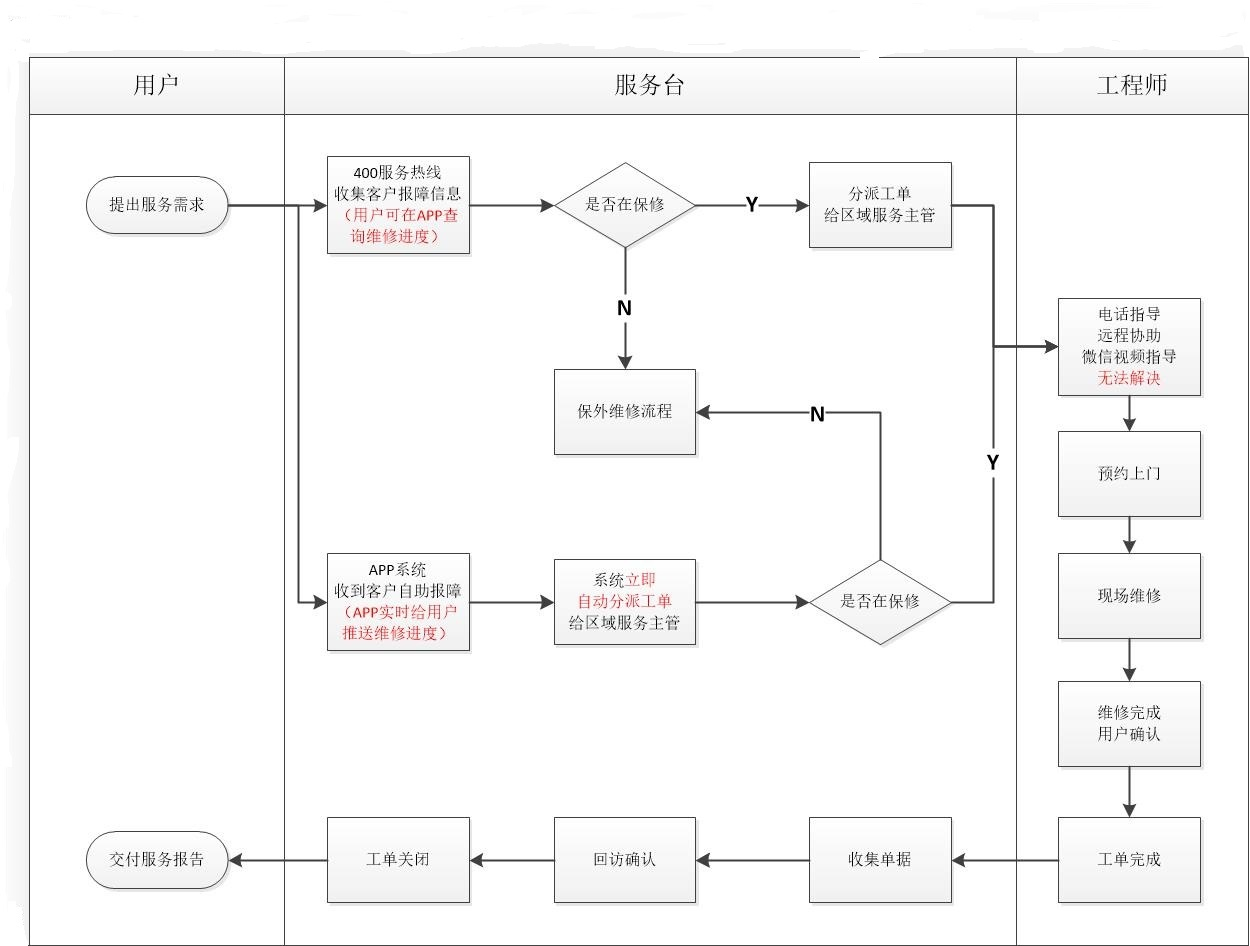 用户
服务台
工程师
提出服务需求
400服务热线
收集客户报障信息
（用户可在APP查
询维修进度）
是否在保修
Y
分派工单
给区域服务主管
N
电话指导
远程协助
微信视频指导
无法解决
保外维修流程
N
Y
预约上门
APP系统
收到客户自助报障
（APP实时给用户
推送维修进度）
系统立即
自动分派工单
给区域服务主管
是否在保修
现场维修
维修完成
用户确认
交付服务报告
工单关闭
回访确认
收集单据
工单完成